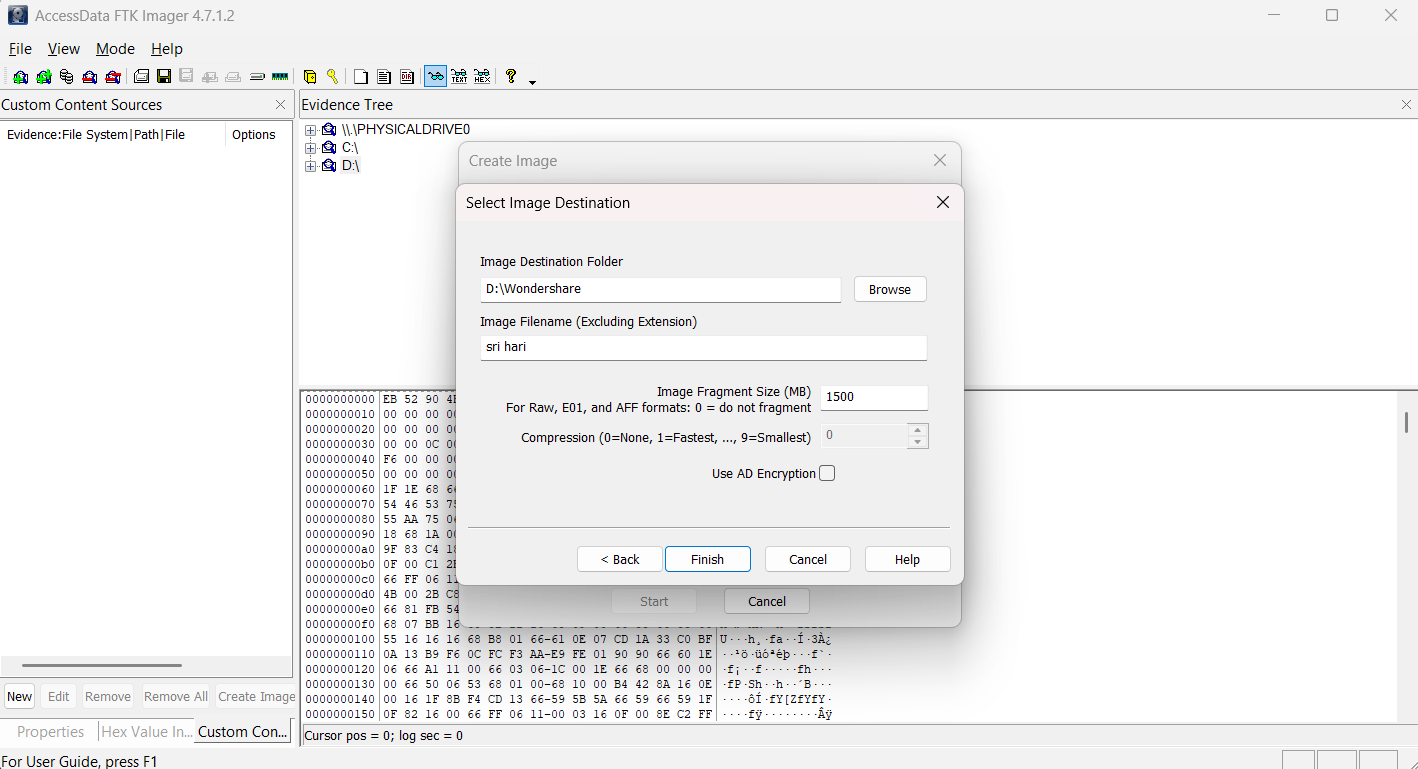 AccessData FTK Imager 4.7.1.2
File View Mode Help
Custom Content Sources
Evidence:File System|Path|File Options
New Edit Remove Remove All Create Image
Properties Hex Value In... Custom Con...
Evidence Tree
\\.\PHYSICALDRIVE0
C:\
D:\
Create Image
Select Image Destination
Image Destination Folder
D:\Wondershare
Browse
Image Filename (Excluding Extension)
sri hari
Image Fragment Size (MB)
For Raw, E01, and AFF formats: 0 = do not fragment
1500
Compression (0=None, 1=Fastest, ..., 9=Smallest)
0
Use AD Encryption
< Back Finish Cancel Help
Start Cancel
0000000000 EB 52 90
0000000010 00 00 00 00
0000000020 00 00 00 00
0000000030 00 00 0C 00
0000000040 F6 00 00 00
0000000050 00 00 00 00
0000000060 1F 1E 68 66
0000000070 54 46 53 75
0000000080 55 AA 75 06
0000000090 18 68 1A 00
00000000a0 9F 83 C4 18
00000000b0 0F 00 C1
00000000c0 66 FF 06 11
00000000d0 4B 00 2B C8
00000000e0 66 81 FB 54
00000000f0 68 07 BB 16
0000000100 55 16 16 16 68 B8 01 66-61 0E 07 CD 1A 33 C0 BF U···h¸·fa··Í·3À¿
0000000110 0A 13 B9 F6 0C FC F3 AA-E9 FE 01 90 90 66 60 1E ··¹ö·üóªéþ···f`·
0000000120 06 66 A1 11 00 66 03 06-1C 00 1E 66 68 00 00 00 ·f¡··f·····fh···
0000000130 00 66 50 06 53 68 01 00-68 10 00 B4 42 8A 16 0E ·fP·Sh··h··´B···
0000000140 00 16 1F 8B F4 CD 13 66-59 5B 5A 66 59 66 59 1F ····ôÍ·fY[ZfYfY·
0000000150 0F 82 16 00 66 FF 06 11-00 03 16 0F 00 8E C2 FF ····fÿ········Âÿ
Cursor pos = 0; log sec = 0
For User Guide, press F1